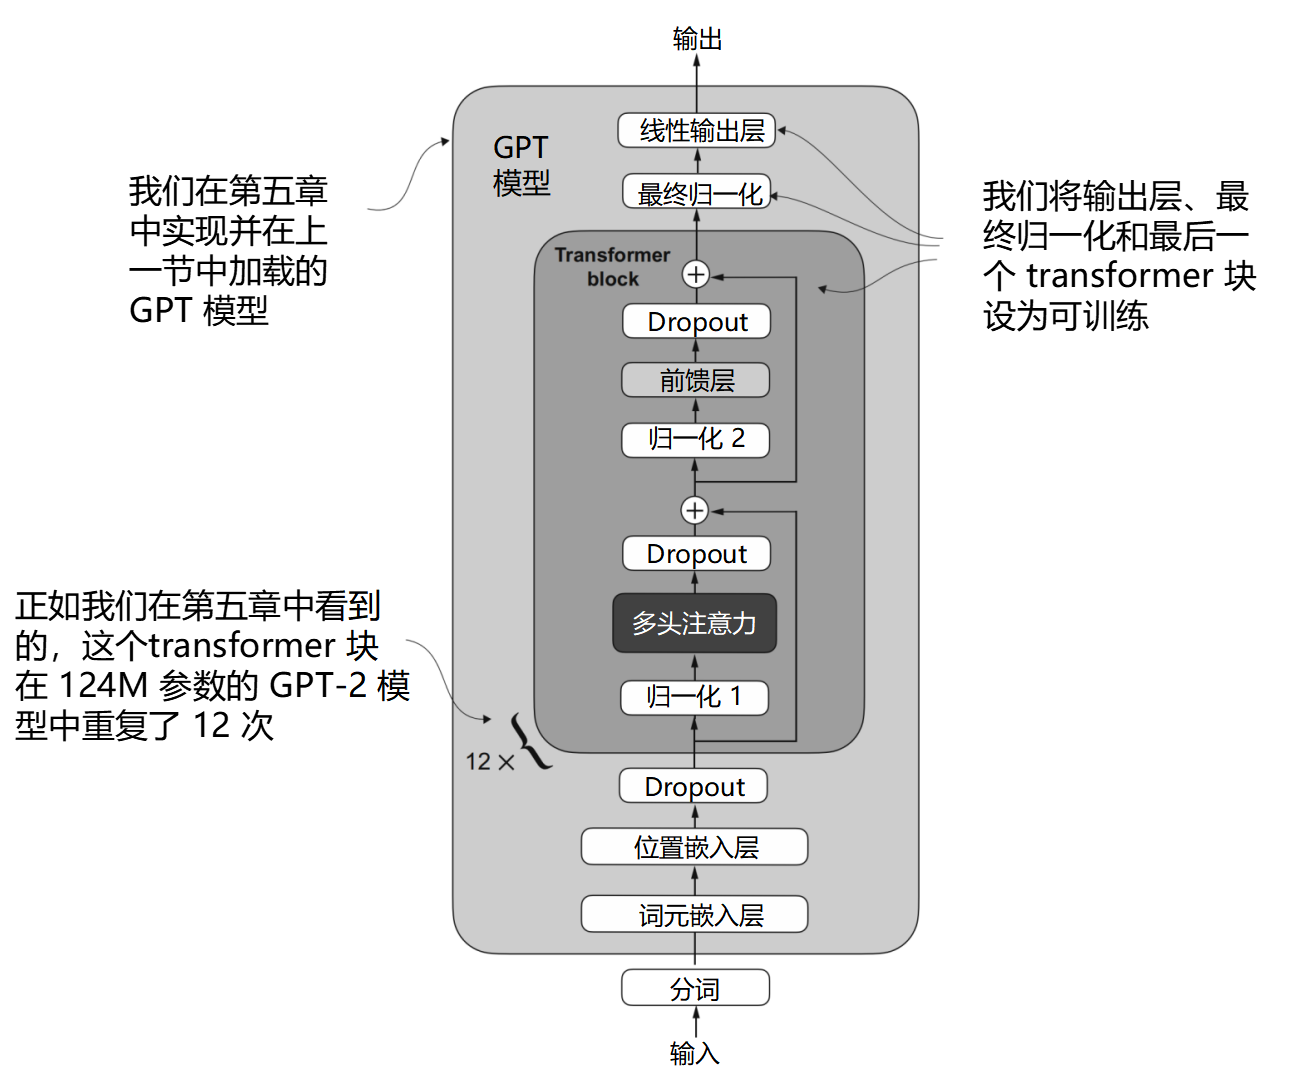 输出
线性输出层
GPT
模型
最终归一化
我们在第五章
中实现并在上
一节中加载的
GPT 模型
我们将输出层、最
终归一化和最后一
个 transformer 块
设为可训练
Transformer
block
Dropout
前馈层
归一化 2
Dropout
多头注意力
归一化 1
正如我们在第五章中看到
的，这个transformer 块
在 124M 参数的 GPT-2 模
型中重复了 12 次
12 ×
Dropout
位置嵌入层
词元嵌入层
分词
输入